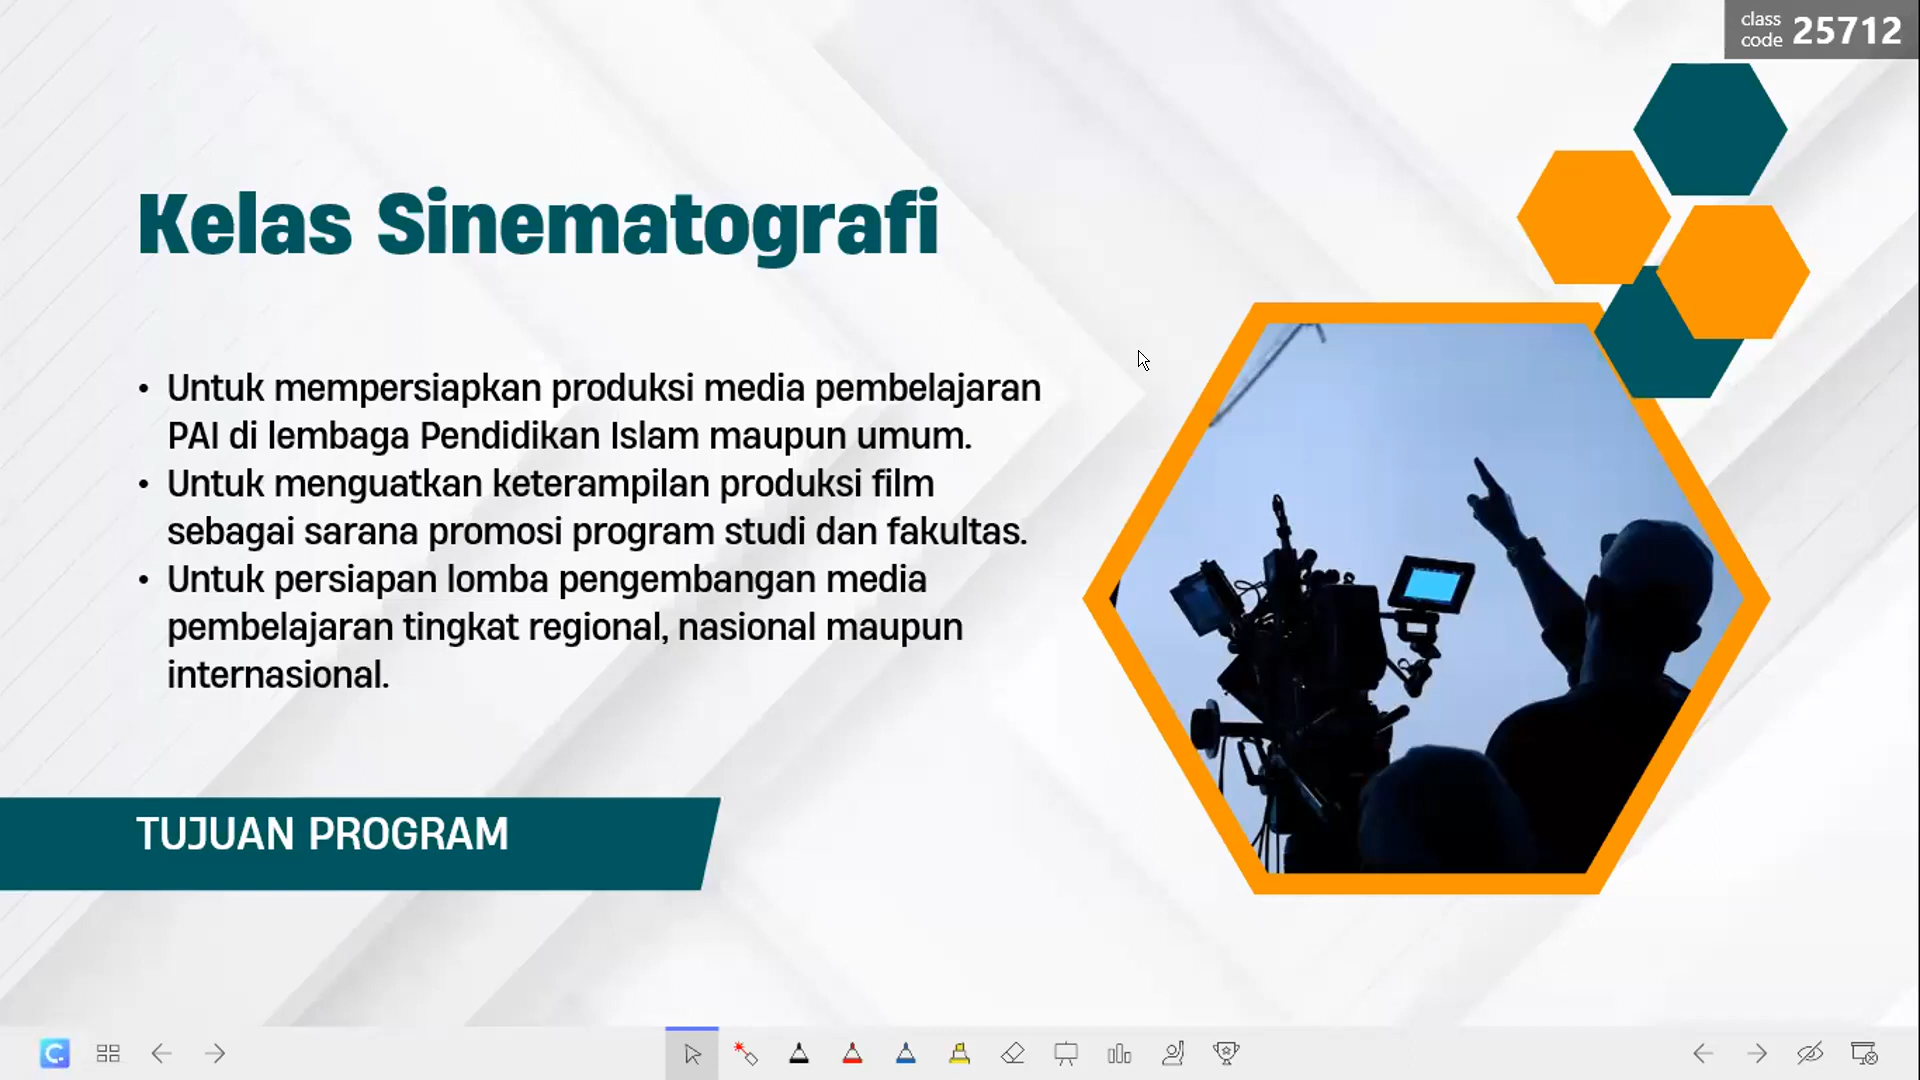 class
code 25712
Kelas Sinematografi
• Untuk mempersiapkan produksi media pembelajaran
PAI di lembaga Pendidikan Islam maupun umum.
• Untuk menguatkan keterampilan produksi film
sebagai sarana promosi program studi dan fakultas.
• Untuk persiapan lomba pengembangan media
pembelajaran tingkat regional, nasional maupun
internasional.
TUJUAN PROGRAM